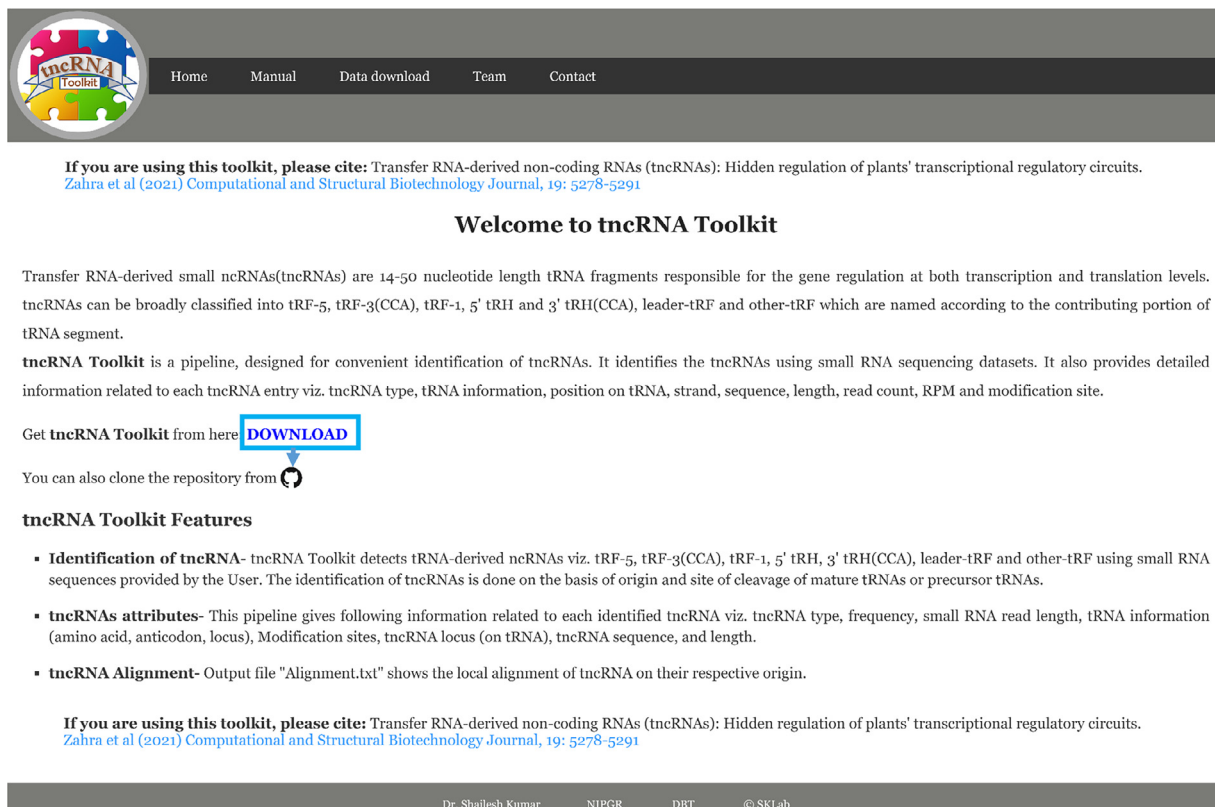 tncRNA
Toolkit
Home Manual Data download Team Contact
If you are using this toolkit, please cite: Transfer RNA-derived non-coding RNAs (tncRNAs): Hidden regulation of plants' transcriptional regulatory circuits.
Zahra et al (2021) Computational and Structural Biotechnology Journal, 19: 5278-5291
Welcome to tncRNA Toolkit
Transfer RNA-derived small ncRNAs(tncRNAs) are 14-50 nucleotide length tRNA fragments responsible for the gene regulation at both transcription and translation levels.
tncRNAs can be broadly classified into tRF-5, tRF-3(CCA), tRF-1, 5' tRH and 3' tRH(CCA), leader-tRF and other-tRF which are named according to the contributing portion of
tRNA segment.
tncRNA Toolkit is a pipeline, designed for convenient identification of tncRNAs. It identifies the tncRNAs using small RNA sequencing datasets. It also provides detailed
information related to each tncRNA entry viz. tncRNA type, tRNA information, position on tRNA, strand, sequence, length, read count, RPM and modification site.
Get tncRNA Toolkit from here: DOWNLOAD
You can also clone the repository from
tncRNA Toolkit Features
▪ Identification of tncRNA- tncRNA Toolkit detects tRNA-derived ncRNAs viz. tRF-5, tRF-3(CCA), tRF-1, 5' tRH, 3' tRH(CCA), leader-tRF and other-tRF using small RNA
sequences provided by the User. The identification of tncRNAs is done on the basis of origin and site of cleavage of mature tRNAs or precursor tRNAs.
▪ tncRNAs attributes- This pipeline gives following information related to each identified tncRNA viz. tncRNA type, frequency, small RNA read length, tRNA information
(amino acid, anticodon, locus), Modification sites, tncRNA locus (on tRNA), tncRNA sequence, and length.
▪ tncRNA Alignment- Output file "Alignment.txt" shows the local alignment of tncRNA on their respective origin.
If you are using this toolkit, please cite: Transfer RNA-derived non-coding RNAs (tncRNAs): Hidden regulation of plants' transcriptional regulatory circuits.
Zahra et al (2021) Computational and Structural Biotechnology Journal, 19: 5278-5291
Dr. Shailesh Kumar NIPGR DBT © SKLab